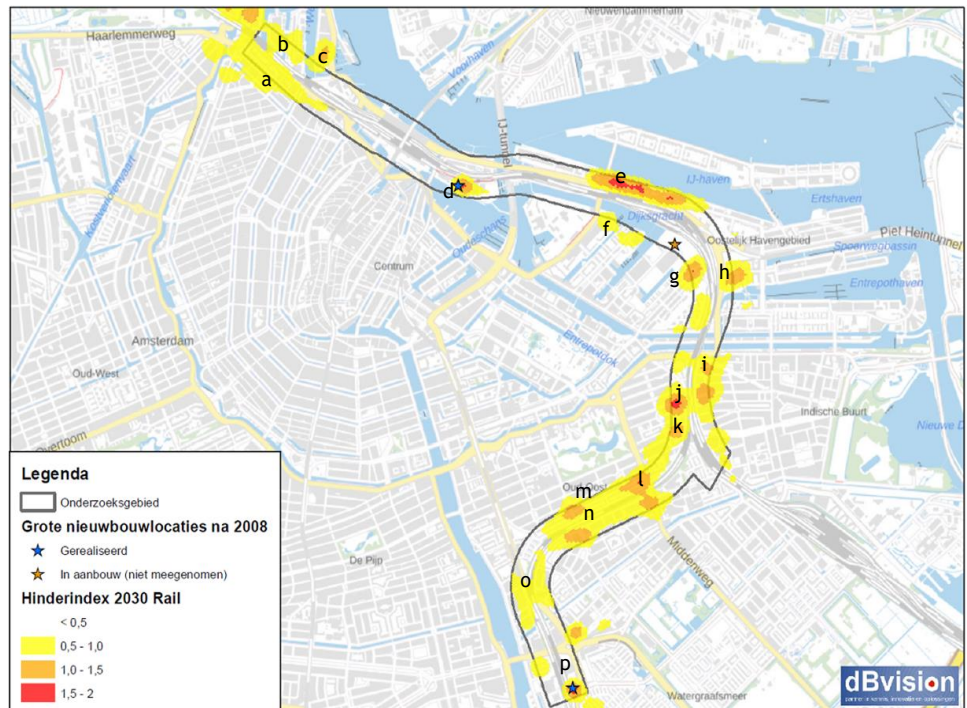 Nieuwendammerham
Haarlemmerweg
b
c
a
Voorhaven
IJ-tunnel
e
IJ-haven
d
Ertshaven
Dijksgracht
f
Oudeschans
Piet Heintunnel
Oostelijk Havengebied
Spoorwegbassin
Kostverlorenvaart
Centrum
g
h
Entrepothaven
Entrepotdok
Amsterdam
i
Oud-West
j
Indische Buurt
k
Nieuwe D
Overtoom
l
Oud-Oost
m
n
De Pijp
Middenweg
o
p
Watergraafsmeer
Legenda
Onderzoeksgebied
Grote nieuwbouwlocaties na 2008
Gerealiseerd
In aanbouw (niet meegenomen)
Hinderindex 2030 Rail
< 0,5
0,5 - 1,0
1,0 - 1,5
1,5 - 2
dBvision